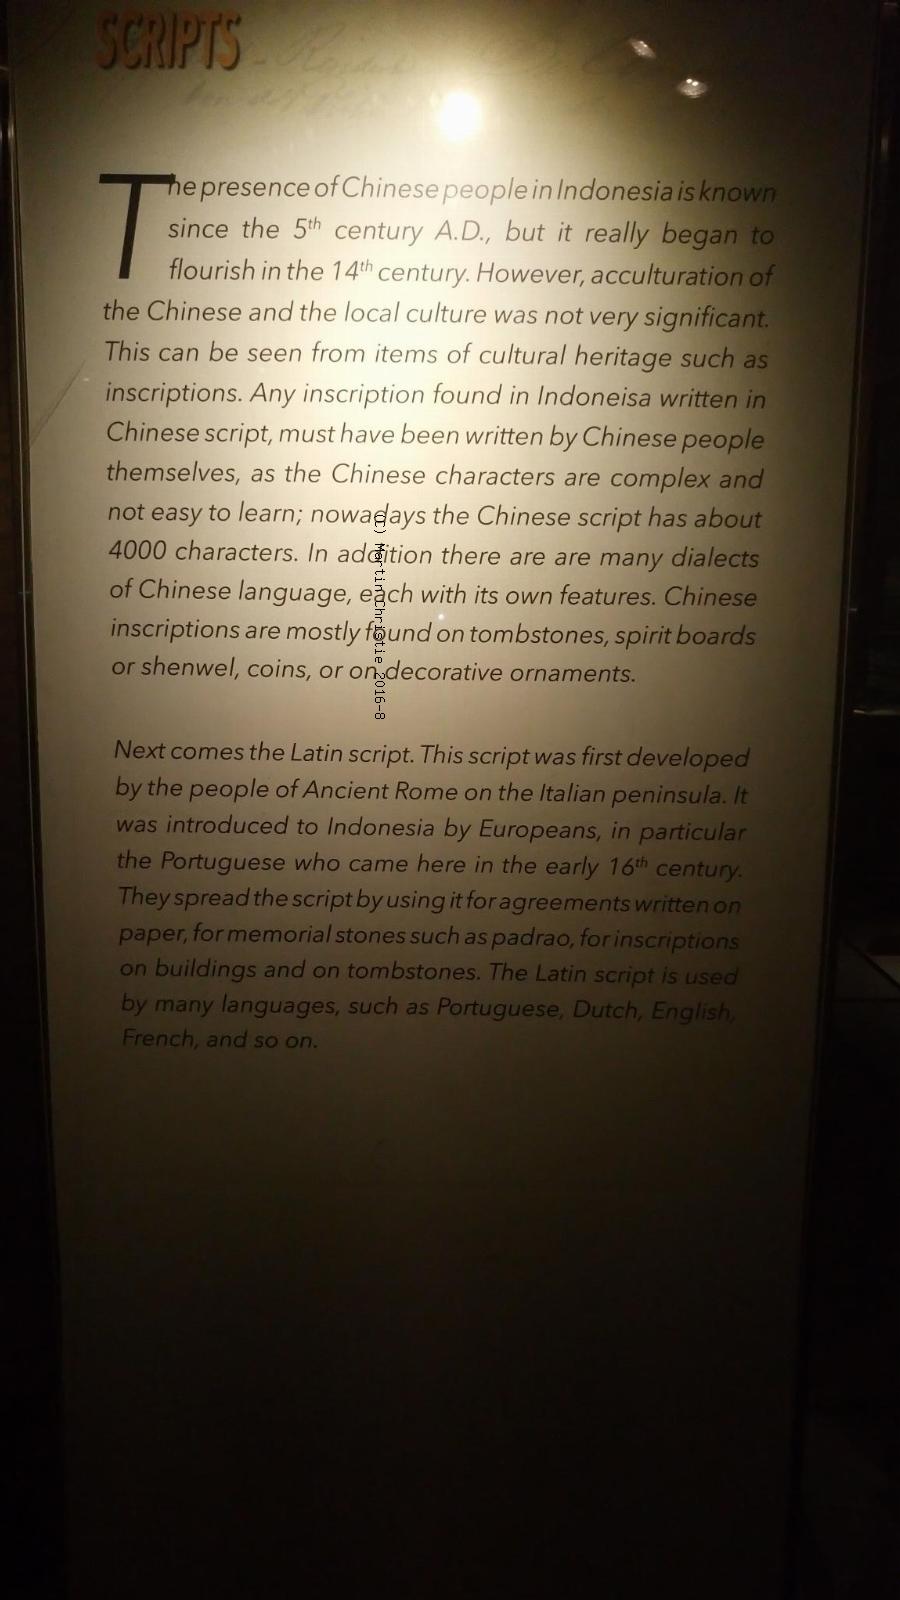 SCRIPTS
The presence of Chinese people in Indonesia is known
since the 5th century A.D., but it really began to
flourish in the 14th century. However, acculturation of
the Chinese and the local culture was not very significant.
This can be seen from items of cultural heritage such as
inscriptions. Any inscription found in Indoneisa written in
Chinese script, must have been written by Chinese people
themselves, as the Chinese characters are complex and
not easy to learn; nowadays the Chinese script has about
4000 characters. In addition there are are many dialects
of Chinese language, each with its own features. Chinese
inscriptions are mostly found on tombstones, spirit boards
or shenwel, coins, or on decorative ornaments.
Next comes the Latin script. This script was first developed
by the people of Ancient Rome on the Italian peninsula. It
was introduced to Indonesia by Europeans, in particular
the Portuguese who came here in the early 16th century.
They spread the script by using it for agreements written on
paper, for memorial stones such as padrao, for inscriptions
on buildings and on tombstones. The Latin script is used
by many languages, such as Portuguese, Dutch, English,
French, and so on.
(C) MartinChristie 2016-8